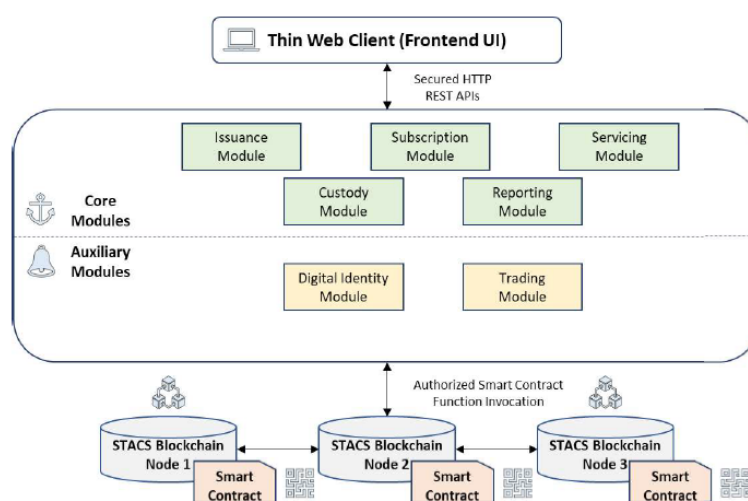 Thin Web Client (Frontend UI)
Secured HTTP
REST APIs
Issuance
Module
Subscription
Module
Servicing
Module
Custody
Module
Reporting
Module
Core
Modules
Auxiliary
Modules
Digital Identity
Module
Trading
Module
Authorized Smart Contract
Function Invocation
STACS Blockchain
Node 1
STACS Blockchain
Node 2
STACS Blockchain
Node 3
Smart
Contract
Smart
Contract
Smart
Contract